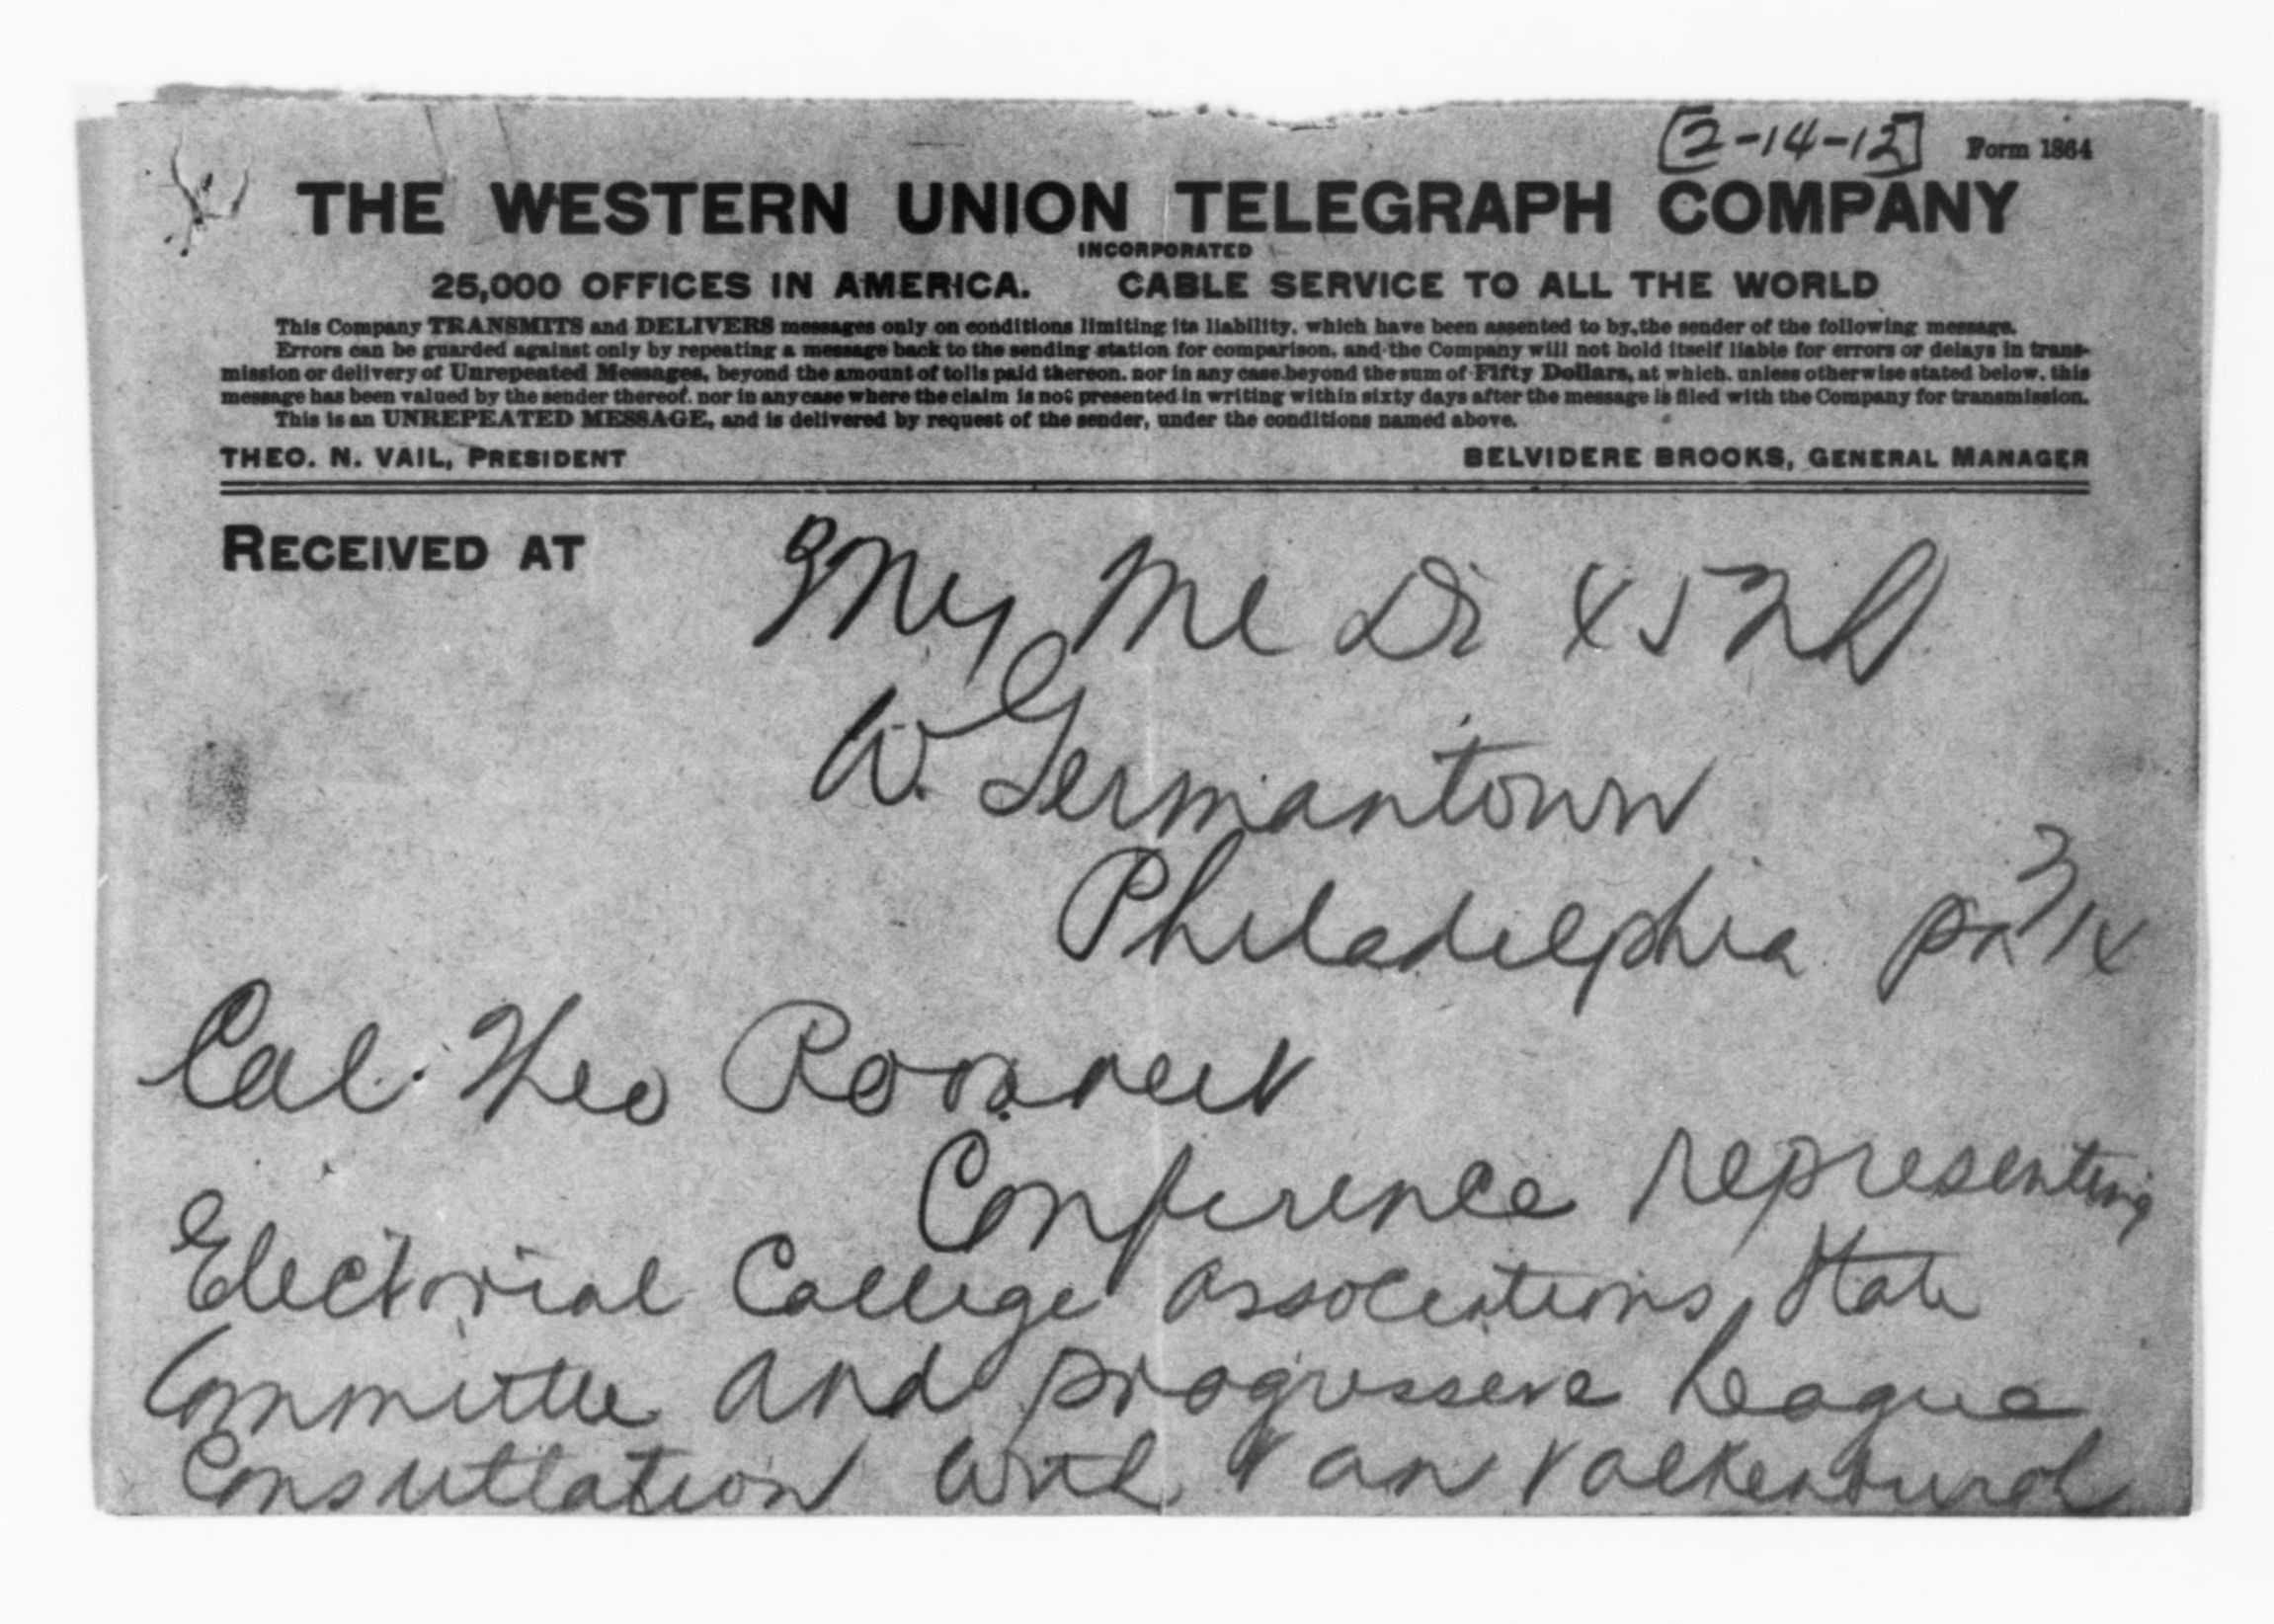 [2-14-12] Form 1864
THE WESTERN UNION TELEGRAPH COMPANY
INCORPORATED
25,000 OFFICES IN AMERICA. CABLE SERVICE TO ALL THE WORLD
This Company TRANSMITS and DELIVERS messages only on conditions limiting its liability, which have been assented to by the sender of the following message.
Errors can be guarded against only by repeating a message back to the sending station for comparison, and the Company will not hold itself liable for errors or delays in trans-
mission or delivery of Unrepeated Messages, beyond the amount of tolls paid thereon, nor in any case beyond the sum of Fifty Dollars, at which, unless otherwise stated below, this
message has been valued by the sender thereof, nor in any case where the claim is not presented in writing within sixty days after the message is filed with the Company for transmission.
This is an UNREPEATED MESSAGE, and is delivered by request of the sender, under the conditions named above.
THEO. N. VAIL, PRESIDENT BELVIDERE BROOKS, GENERAL MANAGER
RECEIVED AT
W. Germantown
Philadelphia Pa
Col. Theo Roosevelt
Conference representing
Electorial College associations, State
Committee and progressive League
Consultation with Van Valkenburgh